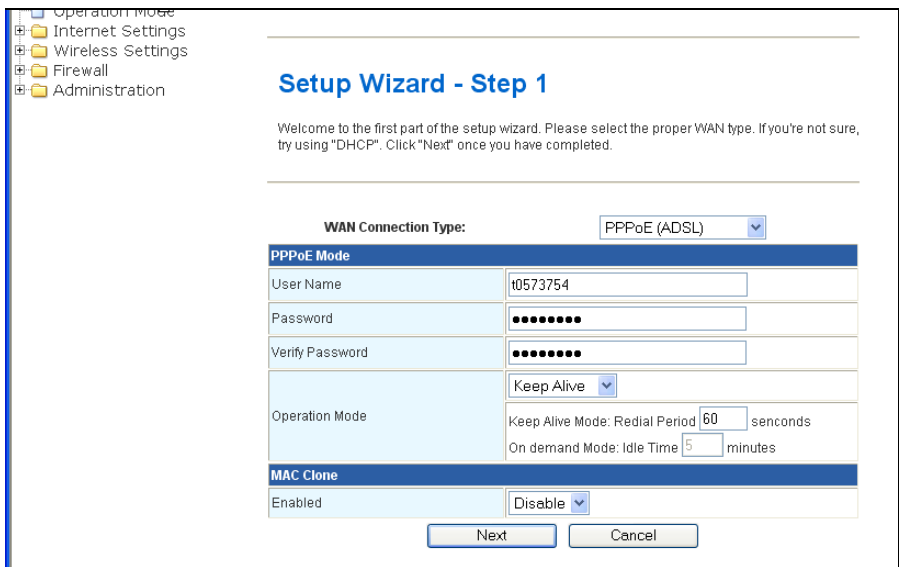 Operation Mode
Internet Settings
Wireless Settings
Firewall
Administration
Setup Wizard - Step 1
Welcome to the first part of the setup wizard. Please select the proper WAN type. If you're not sure,
try using "DHCP". Click "Next" once you have completed.
WAN Connection Type: PPPoE (ADSL)
PPPoE Mode
User Name t0573754
Password ●●●●●●●●
Verify Password ●●●●●●●●
Operation Mode Keep Alive
Keep Alive Mode: Redial Period 60 senconds
On demand Mode: Idle Time 5 minutes
MAC Clone
Enabled Disable
Next Cancel